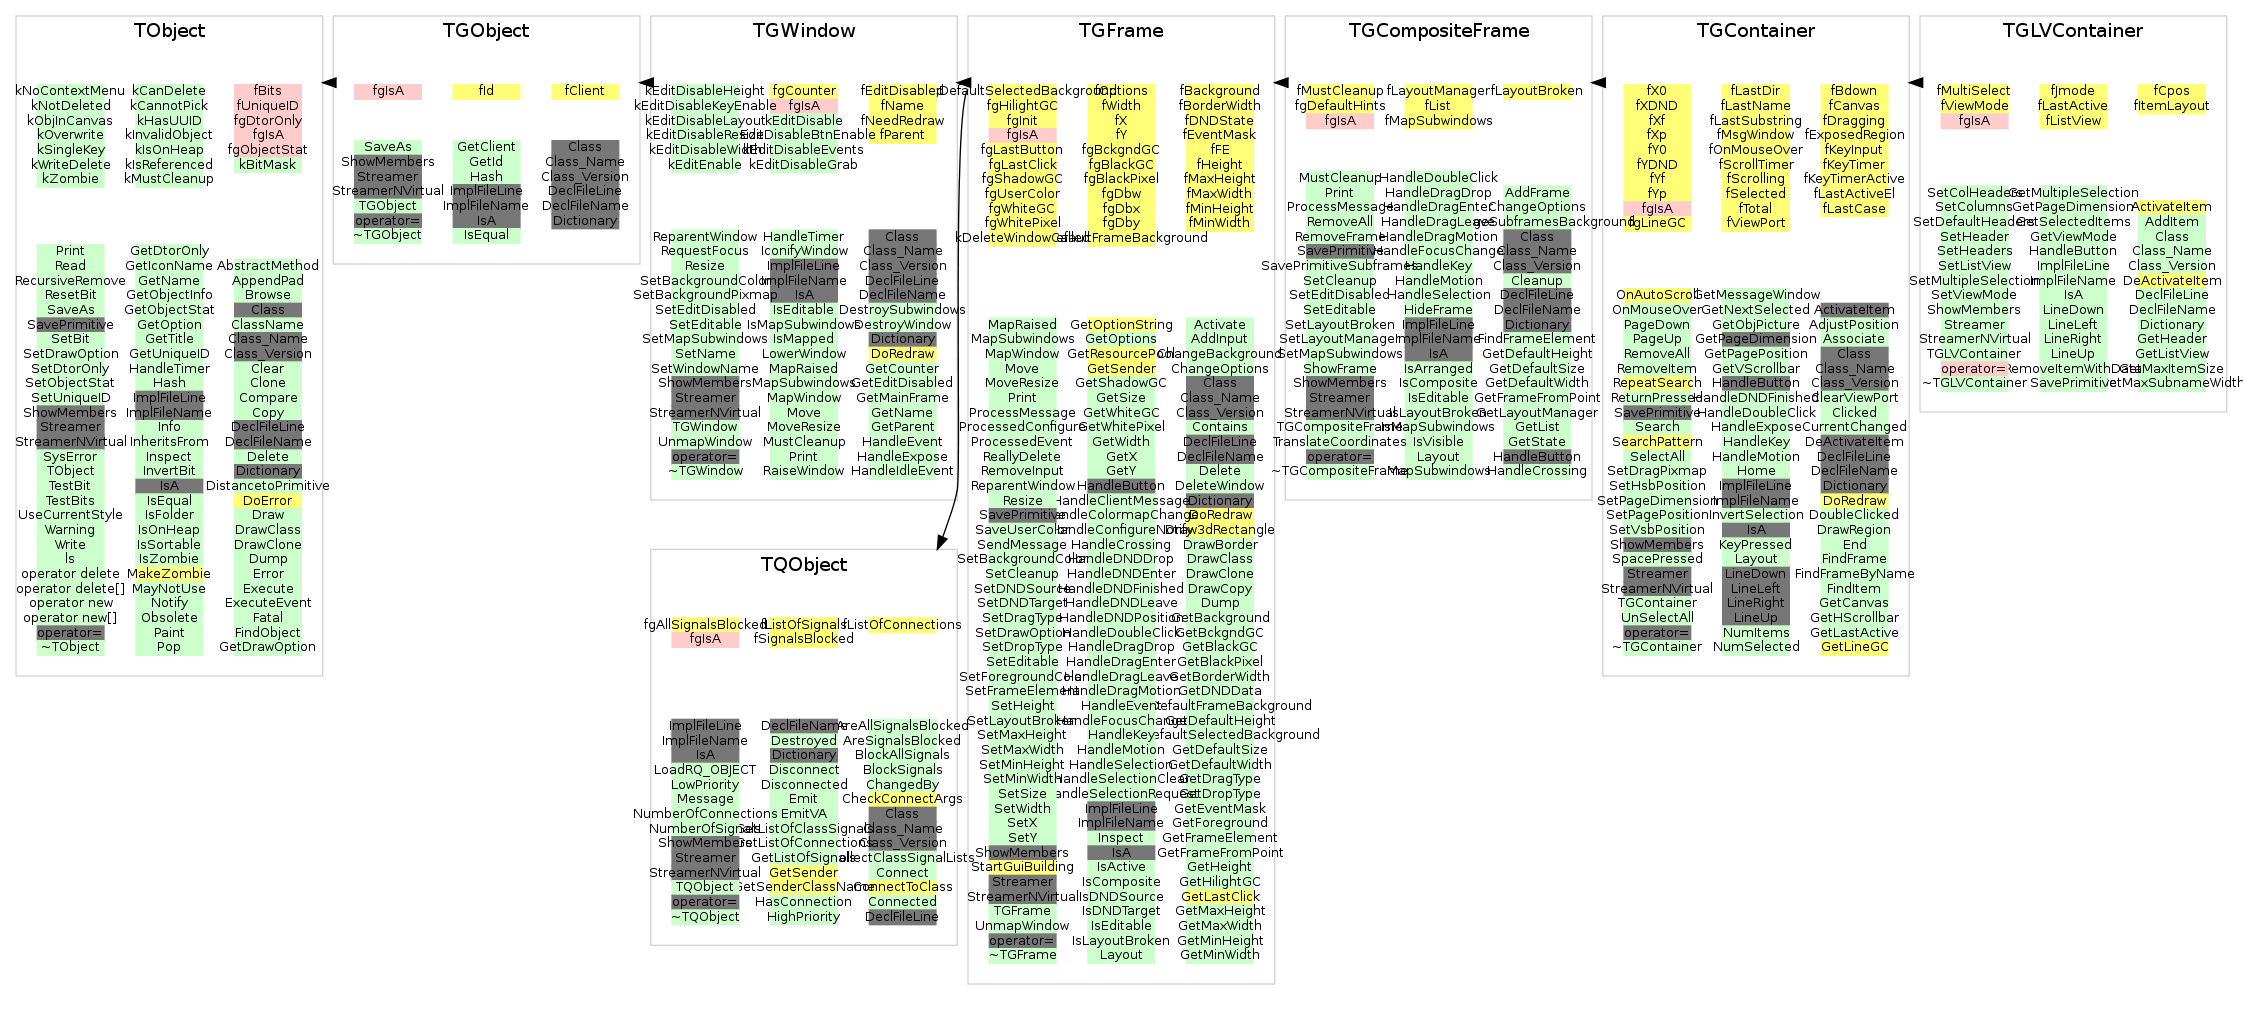 TObject
kNoContextMenu
kNotDeleted
kObjInCanvas
kOverwrite
kSingleKey
kWriteDelete
kZombie
kCanDelete
kCannotPick
kHasUUID
kInvalidObject
kIsOnHeap
kIsReferenced
kMustCleanup
fBits
fUniqueID
fgDtorOnly
fgIsA
fgObjectStat
kBitMask
Print
Read
RecursiveRemove
ResetBit
SaveAs
SavePrimitive
SetBit
SetDrawOption
SetDtorOnly
SetObjectStat
SetUniqueID
ShowMembers
Streamer
StreamerNVirtual
SysError
TObject
TestBit
TestBits
UseCurrentStyle
Warning
Write
ls
operator delete
operator delete[]
operator new
operator new[]
operator=
~TObject
GetDtorOnly
GetIconName
GetName
GetObjectInfo
GetObjectStat
GetOption
GetTitle
GetUniqueID
HandleTimer
Hash
ImplFileLine
ImplFileName
Info
InheritsFrom
Inspect
InvertBit
IsA
IsEqual
IsFolder
IsOnHeap
IsSortable
IsZombie
MakeZombie
MayNotUse
Notify
Obsolete
Paint
Pop
AbstractMethod
AppendPad
Browse
Class
ClassName
Class_Name
Class_Version
Clear
Clone
Compare
Copy
DeclFileLine
DeclFileName
Delete
Dictionary
DistancetoPrimitive
DoError
Draw
DrawClass
DrawClone
Dump
Error
Execute
ExecuteEvent
Fatal
FindObject
GetDrawOption
TGObject
fgIsA
fId
fClient
SaveAs
ShowMembers
Streamer
StreamerNVirtual
TGObject
operator=
~TGObject
GetClient
GetId
Hash
ImplFileLine
ImplFileName
IsA
IsEqual
Class
Class_Name
Class_Version
DeclFileLine
DeclFileName
Dictionary
TGWindow
kEditDisableHeight
kEditDisableKeyEnable
kEditDisableLayout
kEditDisableResize
kEditDisableWidth
kEditEnable
fgCounter
fgIsA
kEditDisable
kEditDisableBtnEnable
kEditDisableEvents
kEditDisableGrab
fEditDisabled
fName
fNeedRedraw
fParent
ReparentWindow
RequestFocus
Resize
SetBackgroundColor
SetBackgroundPixmap
SetEditDisabled
SetEditable
SetMapSubwindows
SetName
SetWindowName
ShowMembers
Streamer
StreamerNVirtual
TGWindow
UnmapWindow
operator=
~TGWindow
HandleTimer
IconifyWindow
ImplFileLine
ImplFileName
IsA
IsEditable
IsMapSubwindows
IsMapped
LowerWindow
MapRaised
MapSubwindows
MapWindow
Move
MoveResize
MustCleanup
Print
RaiseWindow
Class
Class_Name
Class_Version
DeclFileLine
DeclFileName
DestroySubwindows
DestroyWindow
Dictionary
DoRedraw
GetCounter
GetEditDisabled
GetMainFrame
GetName
GetParent
HandleEvent
HandleExpose
HandleIdleEvent
TQObject
fgAllSignalsBlocked
fgIsA
fListOfSignals
fSignalsBlocked
fListOfConnections
ImplFileLine
ImplFileName
IsA
LoadRQ_OBJECT
LowPriority
Message
NumberOfConnections
NumberOfSignals
ShowMembers
Streamer
StreamerNVirtual
TQObject
operator=
~TQObject
DeclFileName
Destroyed
Dictionary
Disconnect
Disconnected
Emit
EmitVA
GetListOfClassSignals
GetListOfConnections
GetListOfSignals
GetSender
GetSenderClassName
HasConnection
HighPriority
AreAllSignalsBlocked
AreSignalsBlocked
BlockAllSignals
BlockSignals
ChangedBy
CheckConnectArgs
Class
Class_Name
Class_Version
ollectClassSignalLists
Connect
ConnectToClass
Connected
DeclFileLine
TGFrame
fgHilightGC
fgInit
fgIsA
fgLastButton
fgLastClick
fgShadowGC
fgUserColor
fgWhiteGC
fgWhitePixel
fOptions
fWidth
fX
fY
fgBckgndGC
fgBlackGC
fgBlackPixel
fgDbw
fgDbx
fgDby
fBackground
fBorderWidth
fDNDState
fEventMask
fFE
fHeight
fMaxHeight
fMaxWidth
fMinHeight
fMinWidth
MapRaised
MapSubwindows
MapWindow
Move
MoveResize
Print
ProcessMessage
ProcessedConfigure
ProcessedEvent
ReallyDelete
RemoveInput
ReparentWindow
Resize
SavePrimitive
SaveUserColor
SendMessage
SetBackgroundColor
SetCleanup
SetDNDSource
SetDNDTarget
SetDragType
SetDrawOption
SetDropType
SetEditable
SetForegroundColor
SetFrameElement
SetHeight
SetLayoutBroken
SetMaxHeight
SetMaxWidth
SetMinHeight
SetMinWidth
SetSize
SetWidth
SetX
SetY
ShowMembers
StartGuiBuilding
Streamer
StreamerNVirtual
TGFrame
UnmapWindow
operator=
~TGFrame
GetOptionString
GetOptions
GetResourcePool
GetSender
GetShadowGC
GetSize
GetWhiteGC
GetWhitePixel
GetWidth
GetX
GetY
HandleButton
HandleClientMessage
HandleColormapChange
HandleConfigureNotify
HandleCrossing
HandleDNDDrop
HandleDNDEnter
HandleDNDFinished
HandleDNDLeave
HandleDNDPosition
HandleDoubleClick
HandleDragDrop
HandleDragEnter
HandleDragLeave
HandleDragMotion
HandleEvent
HandleFocusChange
HandleKey
HandleMotion
HandleSelection
HandleSelectionClear
HandleSelectionRequest
ImplFileLine
ImplFileName
Inspect
IsA
IsActive
IsComposite
IsDNDSource
IsDNDTarget
IsEditable
IsLayoutBroken
Layout
Activate
AddInput
ChangeBackground
ChangeOptions
Class
Class_Name
Class_Version
Contains
DeclFileLine
DeclFileName
Delete
DeleteWindow
Dictionary
DoRedraw
Draw3dRectangle
DrawBorder
DrawClass
DrawClone
DrawCopy
Dump
GetBackground
GetBckgndGC
GetBlackGC
GetBlackPixel
GetBorderWidth
GetDNDData
efaultFrameBackground
GetDefaultHeight
efaultSelectedBackground
GetDefaultSize
GetDefaultWidth
GetDragType
GetDropType
GetEventMask
GetForeground
GetFrameElement
GetFrameFromPoint
GetHeight
GetHilightGC
GetLastClick
GetMaxHeight
GetMaxWidth
GetMinHeight
GetMinWidth
TGCompositeFrame
fMustCleanup
fgDefaultHints
fgIsA
fLayoutManager
fList
fMapSubwindows
fLayoutBroken
MustCleanup
Print
ProcessMessage
RemoveAll
RemoveFrame
SavePrimitive
SavePrimitiveSubframes
SetCleanup
SetEditDisabled
SetEditable
SetLayoutBroken
SetLayoutManager
SetMapSubwindows
ShowFrame
ShowMembers
Streamer
StreamerNVirtual
TGCompositeFrame
TranslateCoordinates
operator=
~TGCompositeFrame
HandleDoubleClick
HandleDragDrop
HandleDragEnter
HandleDragLeave
HandleDragMotion
HandleFocusChange
HandleKey
HandleMotion
HandleSelection
HideFrame
ImplFileLine
ImplFileName
IsA
IsArranged
IsComposite
IsEditable
IsLayoutBroken
IsMapSubwindows
IsVisible
Layout
MapSubwindows
AddFrame
ChangeOptions
geSubframesBackground
Class
Class_Name
Class_Version
Cleanup
DeclFileLine
DeclFileName
Dictionary
FindFrameElement
GetDefaultHeight
GetDefaultSize
GetDefaultWidth
GetFrameFromPoint
GetLayoutManager
GetList
GetState
HandleButton
HandleCrossing
TGContainer
fX0
fXDND
fXf
fXp
fY0
fYDND
fYf
fYp
fgIsA
fgLineGC
fLastDir
fLastName
fLastSubstring
fMsgWindow
fOnMouseOver
fScrollTimer
fScrolling
fSelected
fTotal
fViewPort
fBdown
fCanvas
fDragging
fExposedRegion
fKeyInput
fKeyTimer
fKeyTimerActive
fLastActiveEl
fLastCase
OnAutoScroll
OnMouseOver
PageDown
PageUp
RemoveAll
RemoveItem
RepeatSearch
ReturnPressed
SavePrimitive
Search
SearchPattern
SelectAll
SetDragPixmap
SetHsbPosition
SetPageDimension
SetPagePosition
SetVsbPosition
ShowMembers
SpacePressed
Streamer
StreamerNVirtual
TGContainer
UnSelectAll
operator=
~TGContainer
GetMessageWindow
GetNextSelected
GetObjPicture
GetPageDimension
GetPagePosition
GetVScrollbar
HandleButton
HandleDNDFinished
HandleDoubleClick
HandleExpose
HandleKey
HandleMotion
Home
ImplFileLine
ImplFileName
InvertSelection
IsA
KeyPressed
Layout
LineDown
LineLeft
LineRight
LineUp
NumItems
NumSelected
ActivateItem
AdjustPosition
Associate
Class
Class_Name
Class_Version
ClearViewPort
Clicked
CurrentChanged
DeActivateItem
DeclFileLine
DeclFileName
Dictionary
DoRedraw
DoubleClicked
DrawRegion
End
FindFrame
FindFrameByName
FindItem
GetCanvas
GetHScrollbar
GetLastActive
GetLineGC
TGLVContainer
fMultiSelect
fViewMode
fgIsA
fJmode
fLastActive
fListView
fCpos
fItemLayout
SetColHeaders
SetColumns
SetDefaultHeaders
SetHeader
SetHeaders
SetListView
SetMultipleSelection
SetViewMode
ShowMembers
Streamer
StreamerNVirtual
TGLVContainer
operator=
~TGLVContainer
GetMultipleSelection
GetPageDimension
GetSelectedItems
GetViewMode
HandleButton
ImplFileLine
ImplFileName
IsA
LineDown
LineLeft
LineRight
LineUp
RemoveItemWithData
SavePrimitive
ActivateItem
AddItem
Class
Class_Name
Class_Version
DeActivateItem
DeclFileLine
DeclFileName
Dictionary
GetHeader
GetListView
GetMaxItemSize
etMaxSubnameWidth